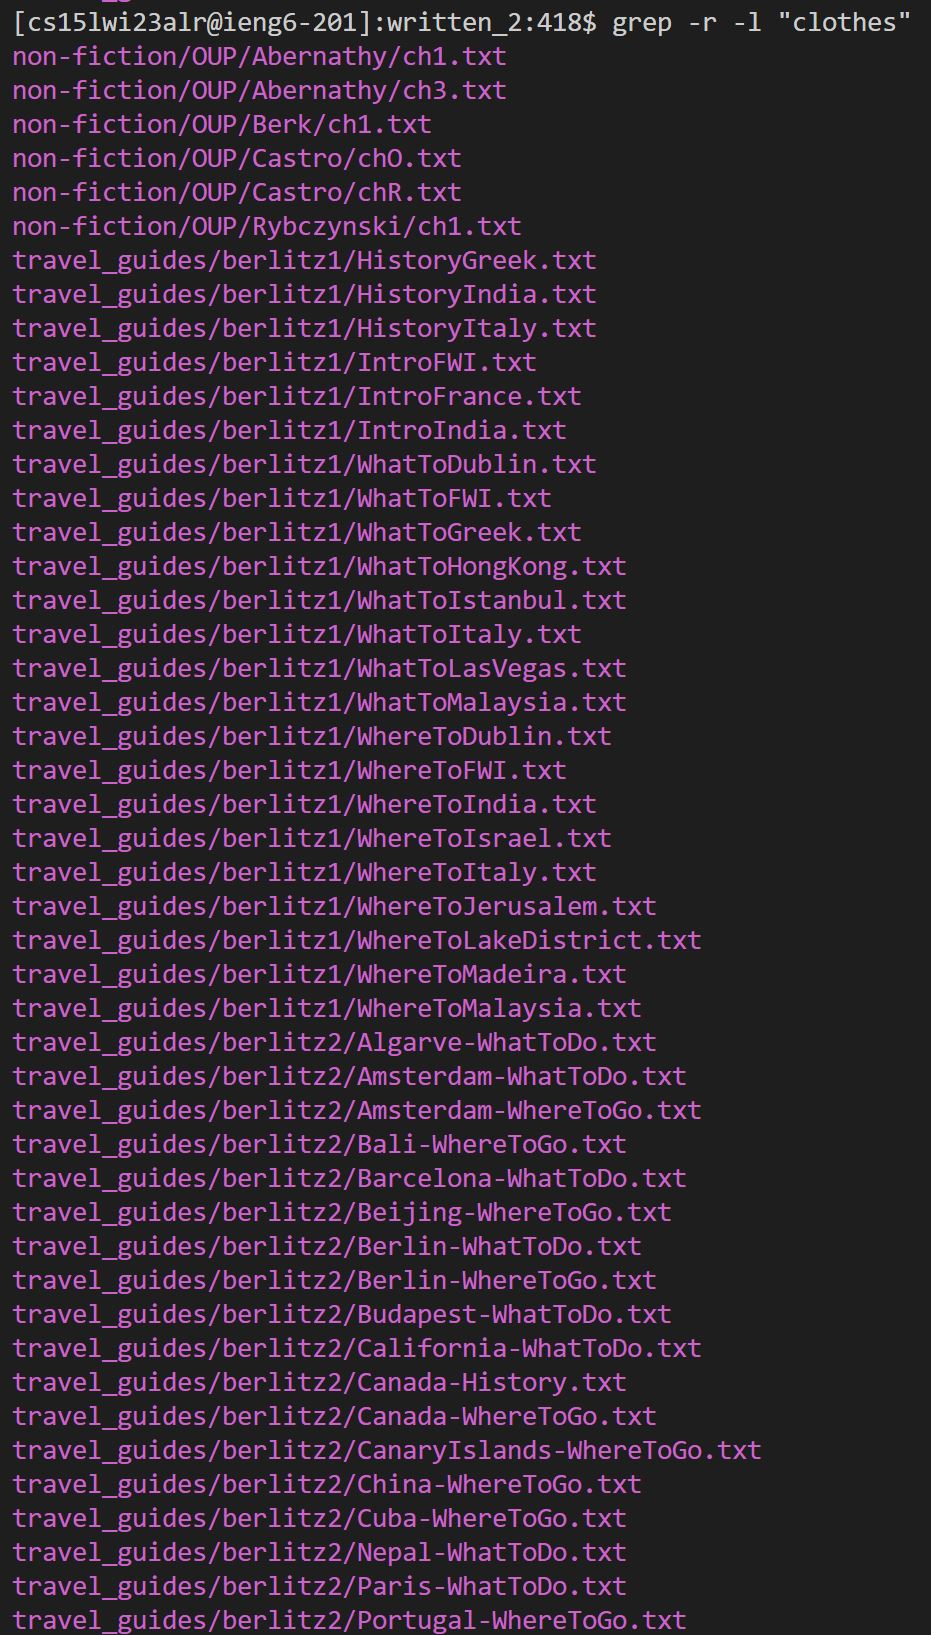 [cs15lwi23alr@ieng6-201]:written_2:418$ grep -r -l "clothes"
non-fiction/OUP/Abernathy/ch1.txt
non-fiction/OUP/Abernathy/ch3.txt
non-fiction/OUP/Berk/ch1.txt
non-fiction/OUP/Castro/chO.txt
non-fiction/OUP/Castro/chR.txt
non-fiction/OUP/Rybczynski/ch1.txt
travel_guides/berlitz1/HistoryGreek.txt
travel_guides/berlitz1/HistoryIndia.txt
travel_guides/berlitz1/HistoryItaly.txt
travel_guides/berlitz1/IntroFWI.txt
travel_guides/berlitz1/IntroFrance.txt
travel_guides/berlitz1/IntroIndia.txt
travel_guides/berlitz1/WhatToDublin.txt
travel_guides/berlitz1/WhatToFWI.txt
travel_guides/berlitz1/WhatToGreek.txt
travel_guides/berlitz1/WhatToHongKong.txt
travel_guides/berlitz1/WhatToIstanbul.txt
travel_guides/berlitz1/WhatToItaly.txt
travel_guides/berlitz1/WhatToLasVegas.txt
travel_guides/berlitz1/WhatToMalaysia.txt
travel_guides/berlitz1/WhereToDublin.txt
travel_guides/berlitz1/WhereToFWI.txt
travel_guides/berlitz1/WhereToIndia.txt
travel_guides/berlitz1/WhereToIsrael.txt
travel_guides/berlitz1/WhereToItaly.txt
travel_guides/berlitz1/WhereToJerusalem.txt
travel_guides/berlitz1/WhereToLakeDistrict.txt
travel_guides/berlitz1/WhereToMadeira.txt
travel_guides/berlitz1/WhereToMalaysia.txt
travel_guides/berlitz2/Algarve-WhatToDo.txt
travel_guides/berlitz2/Amsterdam-WhatToDo.txt
travel_guides/berlitz2/Amsterdam-WhereToGo.txt
travel_guides/berlitz2/Bali-WhereToGo.txt
travel_guides/berlitz2/Barcelona-WhatToDo.txt
travel_guides/berlitz2/Beijing-WhereToGo.txt
travel_guides/berlitz2/Berlin-WhatToDo.txt
travel_guides/berlitz2/Berlin-WhereToGo.txt
travel_guides/berlitz2/Budapest-WhatToDo.txt
travel_guides/berlitz2/California-WhatToDo.txt
travel_guides/berlitz2/Canada-History.txt
travel_guides/berlitz2/Canada-WhereToGo.txt
travel_guides/berlitz2/CanaryIslands-WhereToGo.txt
travel_guides/berlitz2/China-WhereToGo.txt
travel_guides/berlitz2/Cuba-WhereToGo.txt
travel_guides/berlitz2/Nepal-WhatToDo.txt
travel_guides/berlitz2/Paris-WhatToDo.txt
travel_guides/berlitz2/Portugal-WhereToGo.txt